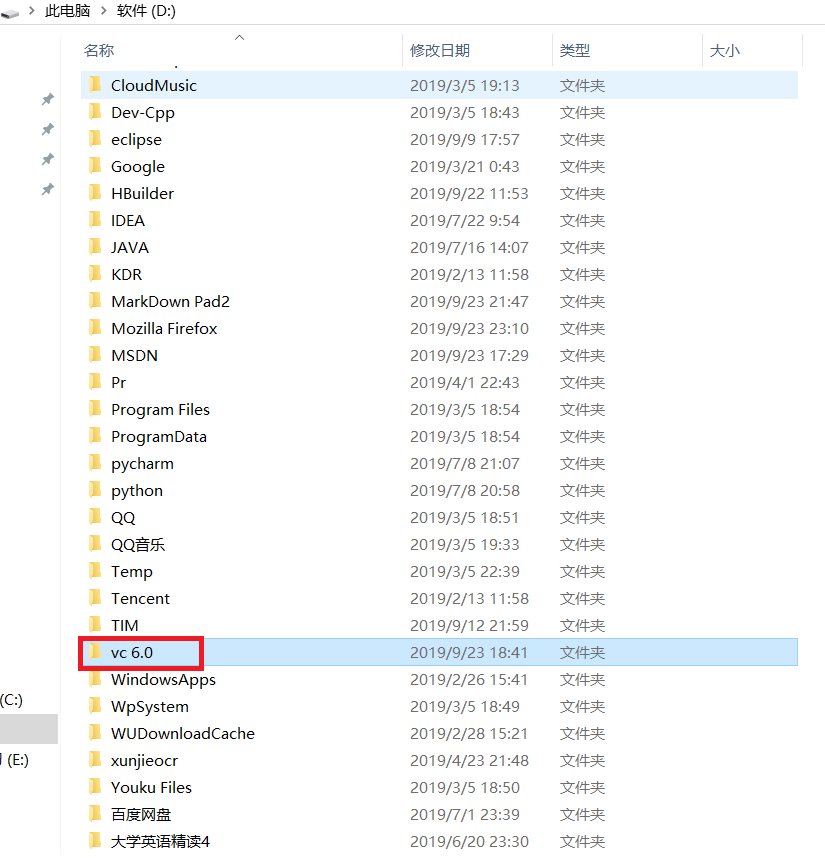 此电脑 > 软件 (D:)
名称 修改日期 类型 大小
CloudMusic 2019/3/5 19:13 文件夹
Dev-Cpp 2019/3/5 18:43 文件夹
eclipse 2019/9/9 17:57 文件夹
Google 2019/3/21 0:43 文件夹
HBuilder 2019/9/22 11:53 文件夹
IDEA 2019/7/22 9:54 文件夹
JAVA 2019/7/16 14:07 文件夹
KDR 2019/2/13 11:58 文件夹
MarkDown Pad2 2019/9/23 21:47 文件夹
Mozilla Firefox 2019/9/23 23:10 文件夹
MSDN 2019/9/23 17:29 文件夹
Pr 2019/4/1 22:43 文件夹
Program Files 2019/3/5 18:54 文件夹
ProgramData 2019/3/5 18:54 文件夹
pycharm 2019/7/8 21:07 文件夹
python 2019/7/8 20:58 文件夹
QQ 2019/3/5 18:51 文件夹
QQ音乐 2019/3/5 19:33 文件夹
Temp 2019/3/5 22:39 文件夹
Tencent 2019/2/13 11:58 文件夹
TIM 2019/9/12 21:59 文件夹
vc 6.0 2019/9/23 18:41 文件夹
WindowsApps 2019/2/26 15:41 文件夹
(C:)
WpSystem 2019/3/5 18:49 文件夹
WUDownloadCache 2019/2/28 15:21 文件夹
(E:)
xunjieocr 2019/4/23 21:48 文件夹
Youku Files 2019/3/5 18:50 文件夹
百度网盘 2019/7/1 23:39 文件夹
大学英语精读4 2019/6/20 23:30 文件夹